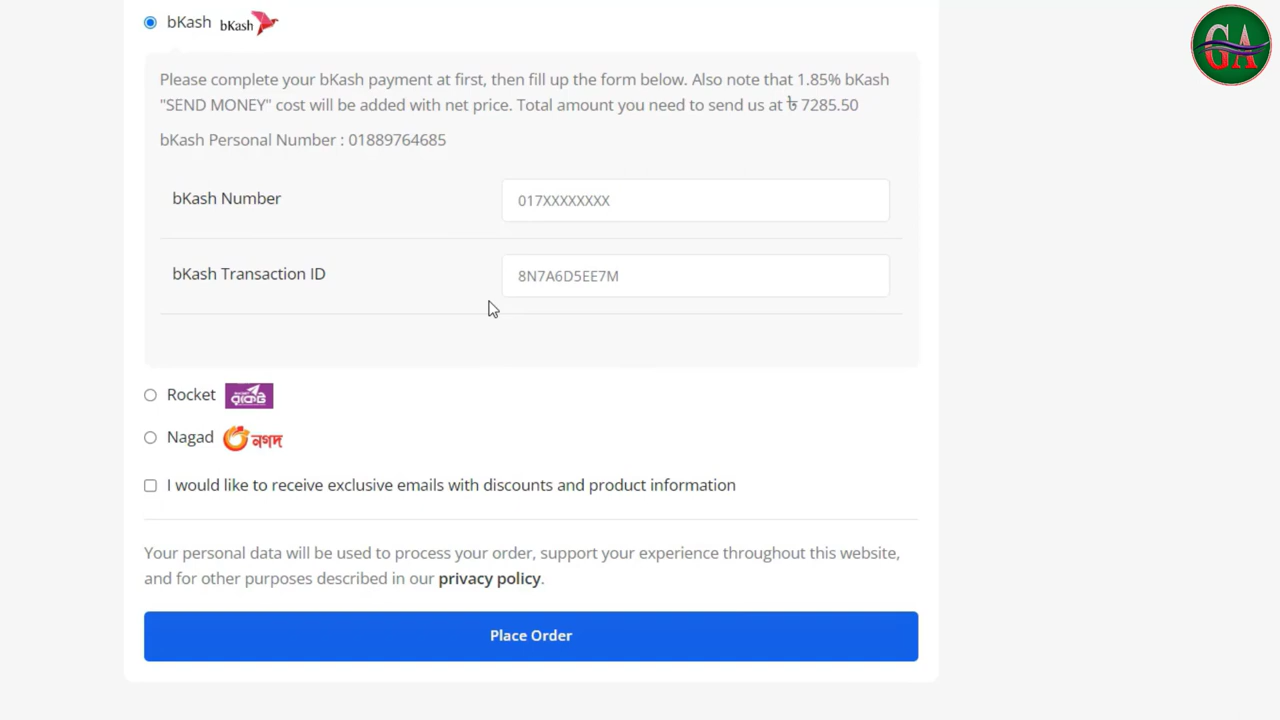 bKash bKash
GA
Please complete your bKash payment at first, then fill up the form below. Also note that 1.85% bKash
"SEND MONEY" cost will be added with net price. Total amount you need to send us at ৳ 7285.50
bKash Personal Number : 01889764685
bKash Number 017XXXXXXXX
bKash Transaction ID 8N7A6D5EE7M
Rocket রকেট
Nagad নগদ
I would like to receive exclusive emails with discounts and product information
Your personal data will be used to process your order, support your experience throughout this website,
and for other purposes described in our privacy policy.
Place Order